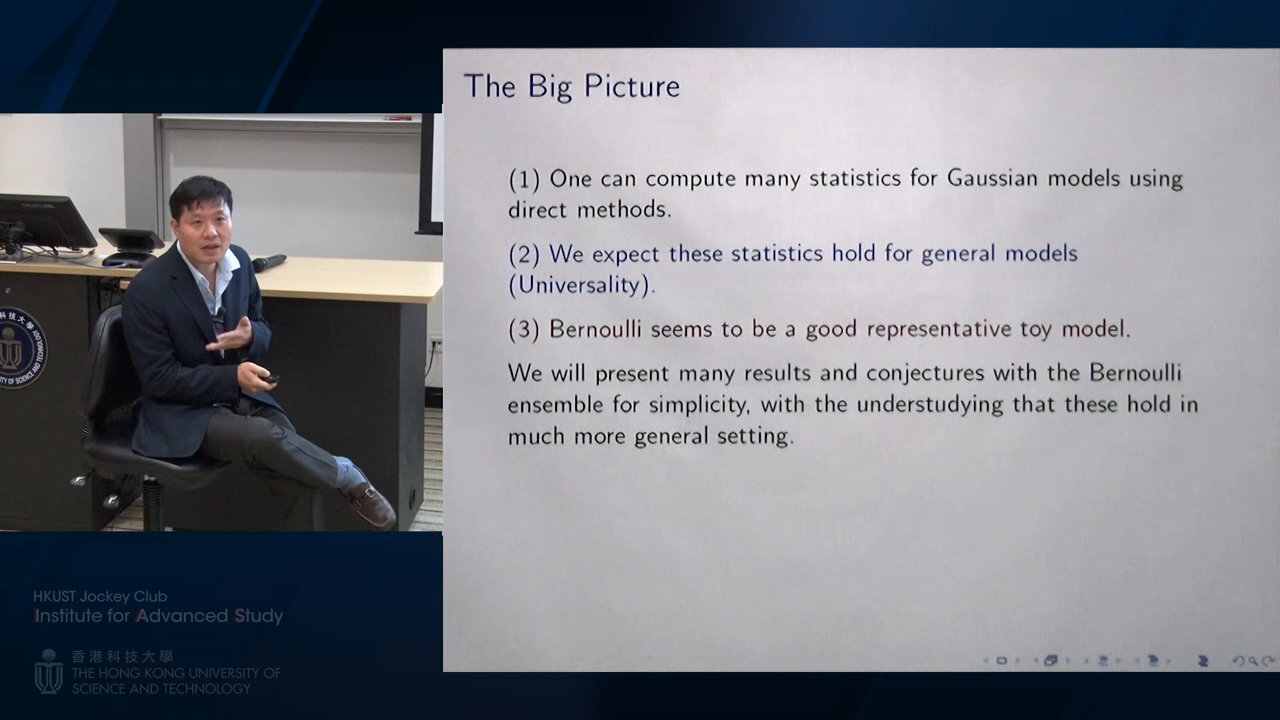 The Big Picture
(1) One can compute many statistics for Gaussian models using
direct methods.
(2) We expect these statistics hold for general models
(Universality).
(3) Bernoulli seems to be a good representative toy model.
We will present many results and conjectures with the Bernoulli
ensemble for simplicity, with the understudying that these hold in
much more general setting.
HKUST Jockey Club
Institute for Advanced Study
香港科技大學
THE HONG KONG UNIVERSITY OF
SCIENCE AND TECHNOLOGY